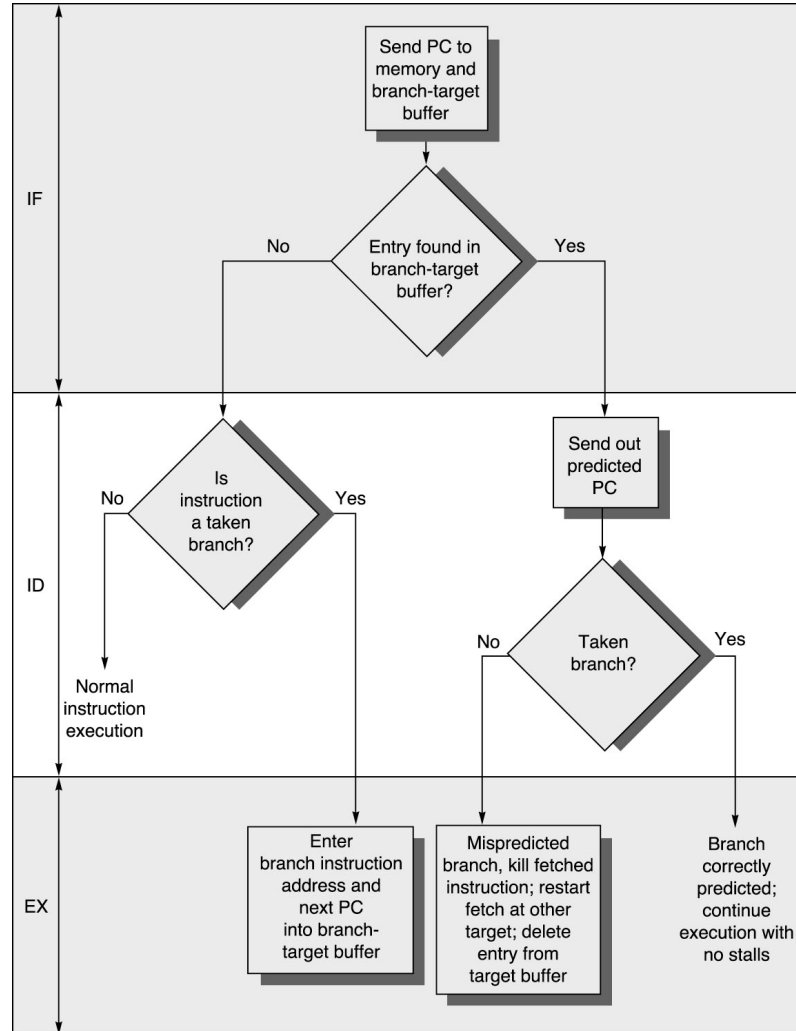 Send PC to
memory and
branch-target
buffer
IF
No
Entry found in
branch-target
buffer?
Yes
No
Is
instruction
a taken
branch?
Yes
Send out
predicted
PC
ID
No
Taken
branch?
Yes
Normal
instruction
execution
EX
Enter
branch instruction
address and
next PC
into branch-
target buffer
Mispredicted
branch, kill fetched
instruction; restart
fetch at other
target; delete
entry from
target buffer
Branch
correctly
predicted;
continue
execution with
no stalls